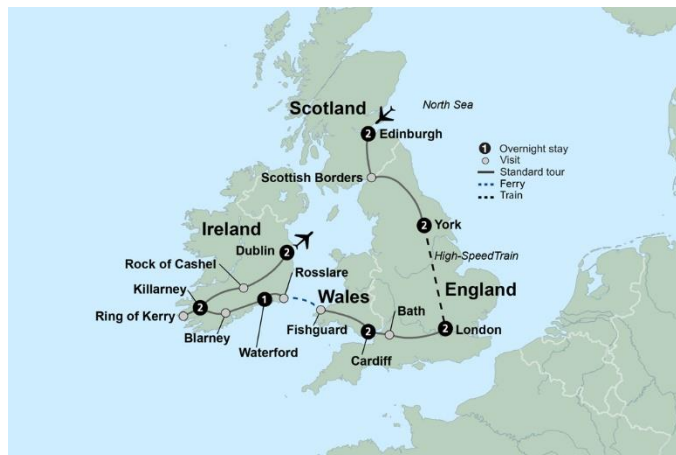 Scotland
North Sea
2 Edinburgh
1 Overnight stay
Visit
Standard tour
Ferry
Train
Scottish Borders
2 York
Ireland
Dublin 2
High-SpeedTrain
Rock of Cashel
Rosslare
Killarney
2
Wales
England
Ring of Kerry
1
Bath
Fishguard
2
2 London
Blarney
Waterford
Cardiff